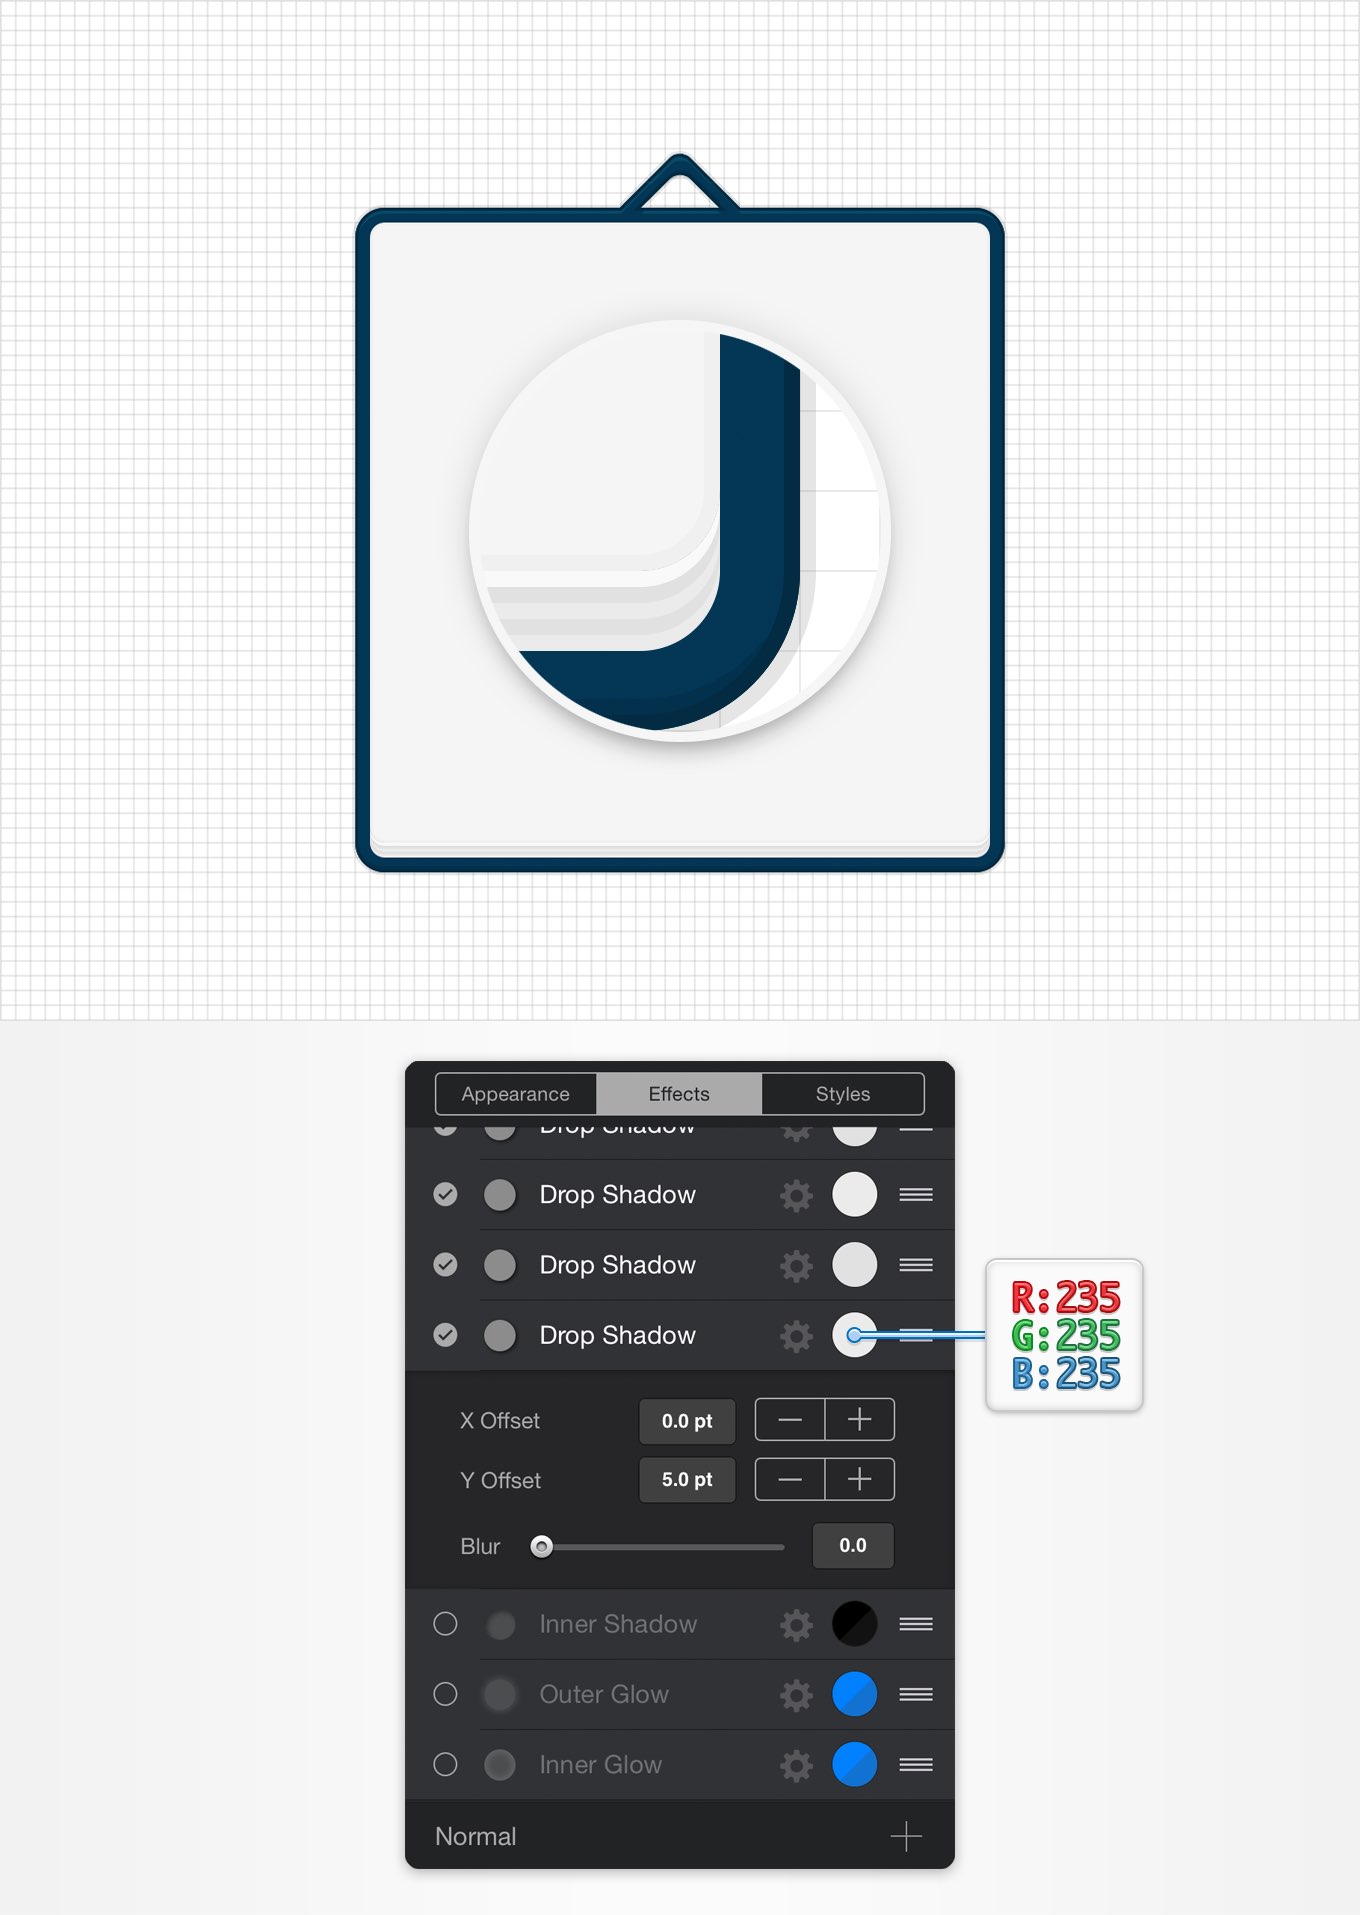 Appearance Effects Styles
Drop Shadow
Drop Shadow
Drop Shadow
Drop Shadow
R: 235
G: 235
B: 235
X Offset 0.0 pt
Y Offset 5.0 pt
Blur 0.0
Inner Shadow
Outer Glow
Inner Glow
Normal